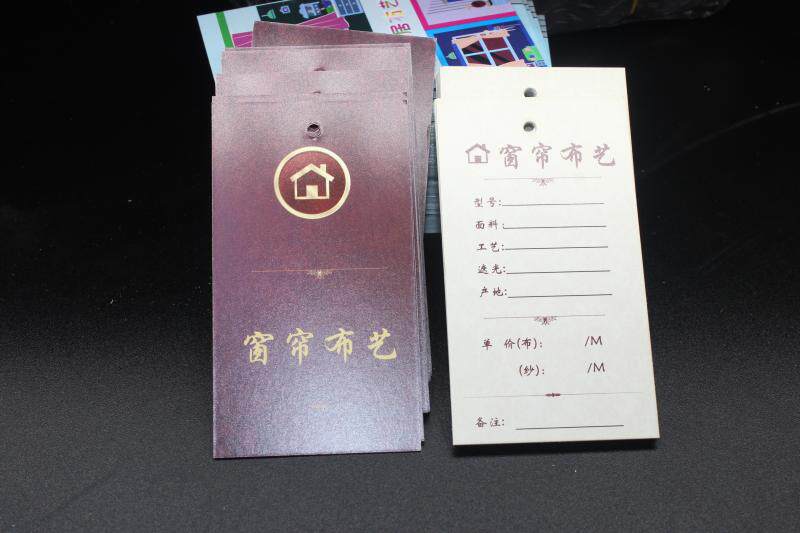 窗帘布艺
窗帘布艺
型号:
面料:
工艺:
遮光:
产地:
单 价(布): /M
(纱): /M
备注: